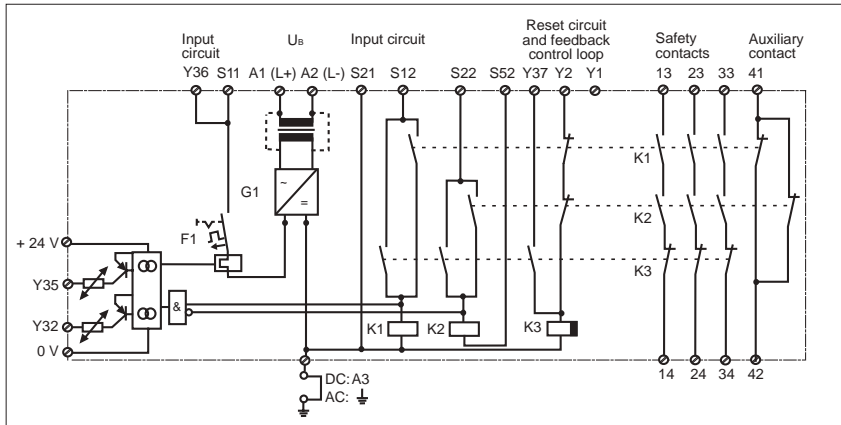 Input circuit
U_B
Input circuit
Reset circuit and feedback control loop
Safety contacts
Auxiliary contact
Y36 S11 A1 (L+) A2 (L-) S21 S12 S22 S52 Y37 Y2 Y1 13 23 33 41
K1
~
G1
=
K2
F1
+ 24 V
K3
Y35
&
Y32
K1 K2 K3
0 V
DC: A3
14 24 34 42
AC: